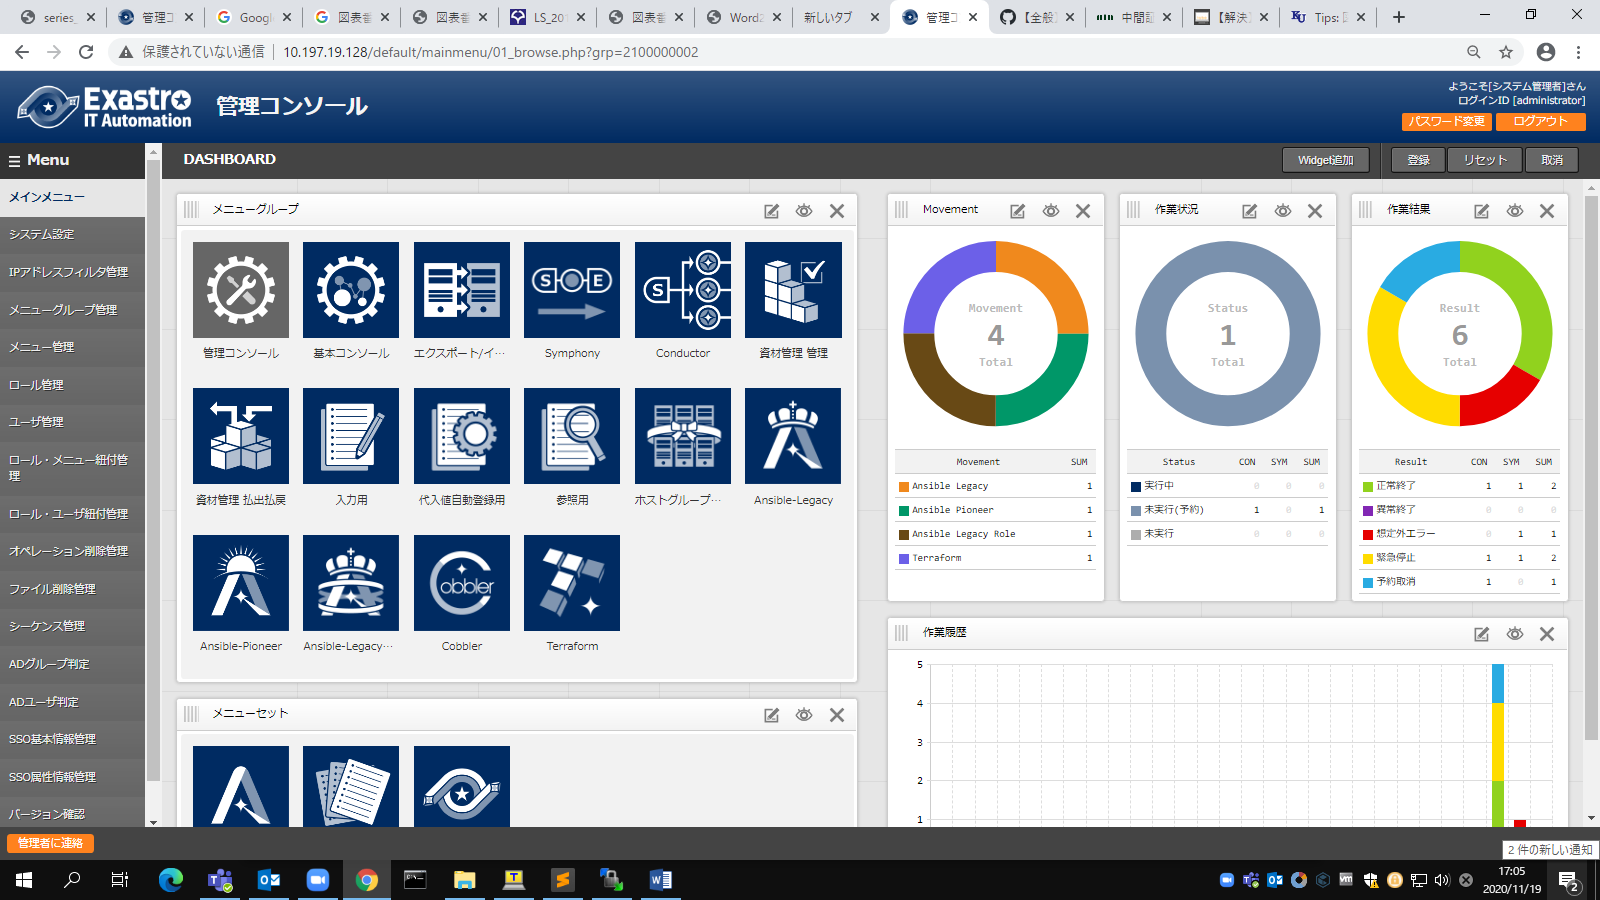 series_
管理コ
Google
図表番
図表番
LS_201
図表番
Word2
新しいタブ
管理コ
【全般】
中間証
【解決】
Tips:
保護されていない通信
10.197.19.128/default/mainmenu/01_browse.php?grp=2100000002
Exastro
IT Automation
管理コンソール
ようこそ[システム管理者]さん
ログインID [administrator]
パスワード変更
ログアウト
Menu
DASHBOARD
Widget追加
登録
リセット
取消
メインメニュー
システム設定
IPアドレスフィルタ管理
メニューグループ管理
メニュー管理
ロール管理
ユーザ管理
ロール・メニュー紐付管
理
ロール・ユーザ紐付管理
オペレーション削除管理
ファイル削除管理
シーケンス管理
ADグループ判定
ADユーザ判定
SSO基本情報管理
SSO属性情報管理
バージョン確認
管理者に連絡
メニューグループ
管理コンソール
基本コンソール
エクスポート/イ…
S O E
Symphony
S
Conductor
資材管理 管理
資材管理 払出払戻
入力用
代入値自動登録用
参照用
ホストグループ…
Ansible-Legacy
Ansible-Pioneer
Ansible-Legacy…
Cobbler
Cobbler
Terraform
メニューセット
Movement
Movement
4
Total
Movement SUM
Ansible Legacy 1
Ansible Pioneer 1
Ansible Legacy Role 1
Terraform 1
作業状況
Status
1
Total
Status CON SYM SUM
実行中 0 0 0
未実行(予約) 1 0 1
未実行 0 0 0
作業結果
Result
6
Total
Result CON SYM SUM
正常終了 1 1 2
異常終了 0 0 0
想定外エラー 0 1 1
緊急停止 1 1 2
予約取消 1 0 1
作業履歴
5
4
3
2
1
2 件の新しい通知
17:05
2020/11/19
2